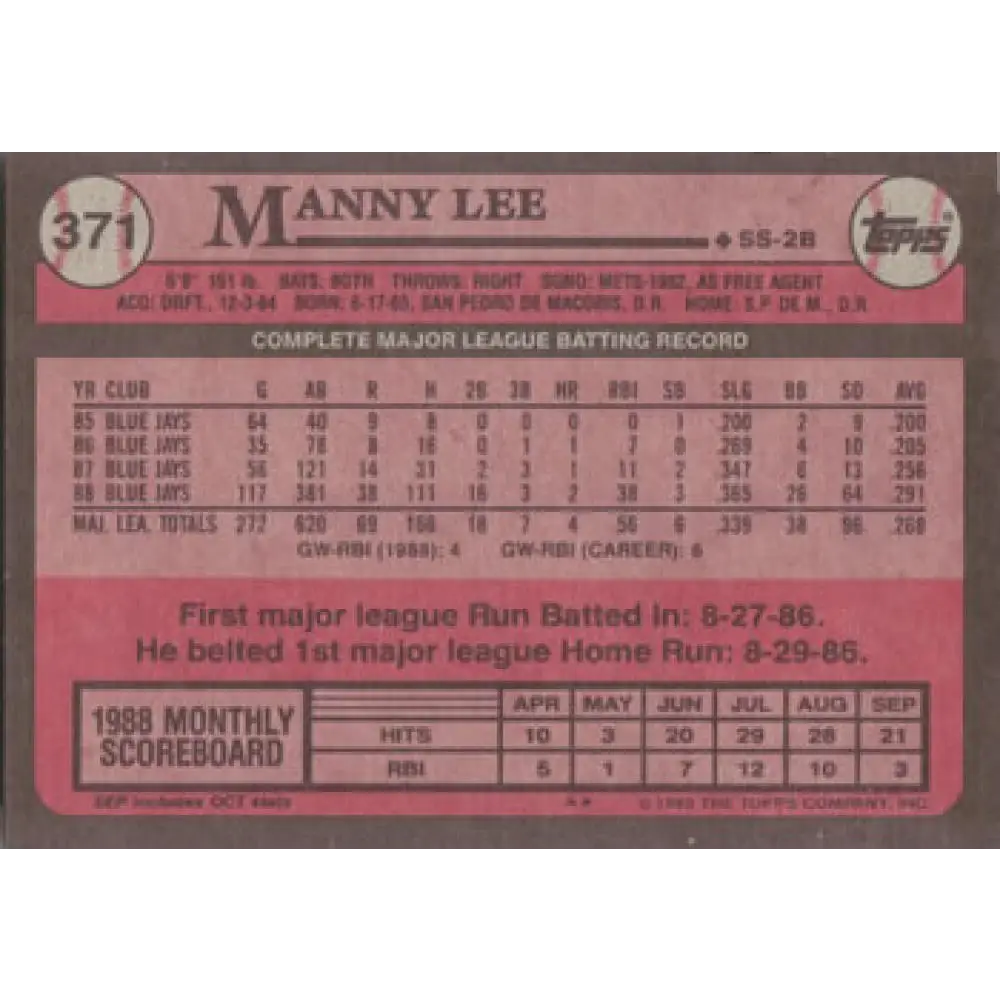 371 MANNY LEE ♦ SS-2B TOPPS®
5'9" 151 lb. BATS: BOTH THROWS: RIGHT SGND: METS-1982, AS FREE AGENT
ACQ: DRFT., 12-3-84 BORN: 6-17-65, SAN PEDRO DE MACORIS, D.R. HOME: S.P. DE M., D.R.
COMPLETE MAJOR LEAGUE BATTING RECORD
YR CLUB G AB R H 2B 3B HR RBI SB SLG BB SO AVG
85 BLUE JAYS 64 40 9 8 0 0 0 0 1 .200 2 9 .200
86 BLUE JAYS 35 78 8 16 0 1 1 7 0 .269 4 10 .205
87 BLUE JAYS 56 121 14 31 2 3 1 11 2 .347 6 13 .256
88 BLUE JAYS 117 381 38 111 16 3 2 38 3 .365 26 64 .291
MAJ. LEA. TOTALS 272 620 69 166 18 7 4 56 6 .339 38 96 .268
GW-RBI (1988): 4 GW-RBI (CAREER): 6
First major league Run Batted In: 8-27-86.
He belted 1st major league Home Run: 8-29-86.
1988 MONTHLY SCOREBOARD
APR MAY JUN JUL AUG SEP
HITS 10 3 20 29 28 21
RBI 5 1 7 12 10 3
SEP includes OCT stats ** © 1989 THE TOPPS COMPANY, INC.